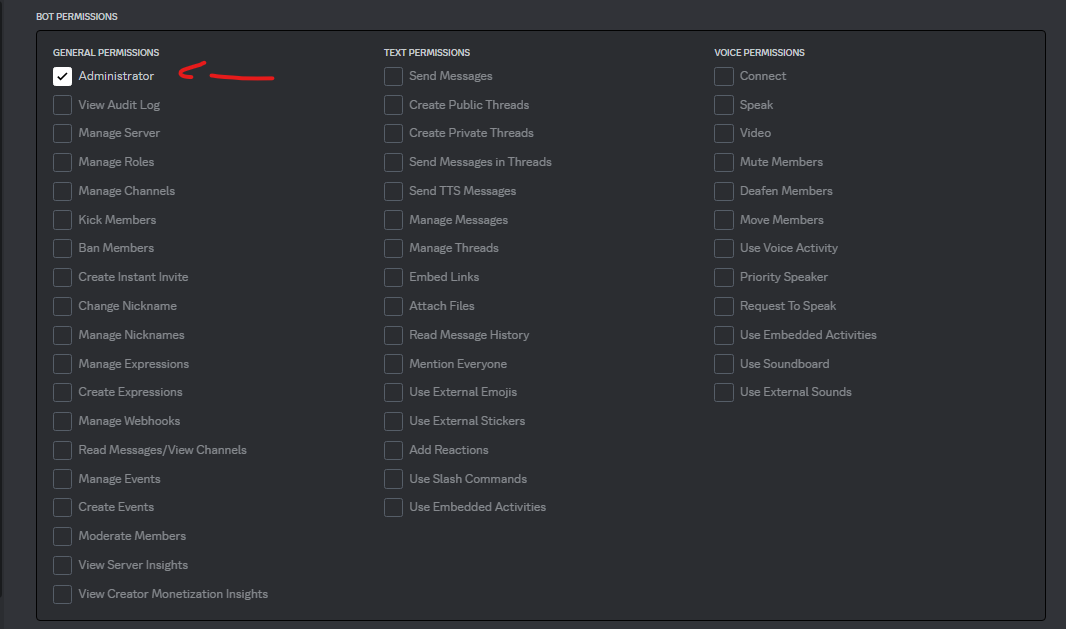 BOT PERMISSIONS
GENERAL PERMISSIONS
Administrator
View Audit Log
Manage Server
Manage Roles
Manage Channels
Kick Members
Ban Members
Create Instant Invite
Change Nickname
Manage Nicknames
Manage Expressions
Create Expressions
Manage Webhooks
Read Messages/View Channels
Manage Events
Create Events
Moderate Members
View Server Insights
View Creator Monetization Insights
TEXT PERMISSIONS
Send Messages
Create Public Threads
Create Private Threads
Send Messages in Threads
Send TTS Messages
Manage Messages
Manage Threads
Embed Links
Attach Files
Read Message History
Mention Everyone
Use External Emojis
Use External Stickers
Add Reactions
Use Slash Commands
Use Embedded Activities
VOICE PERMISSIONS
Connect
Speak
Video
Mute Members
Deafen Members
Move Members
Use Voice Activity
Priority Speaker
Request To Speak
Use Embedded Activities
Use Soundboard
Use External Sounds